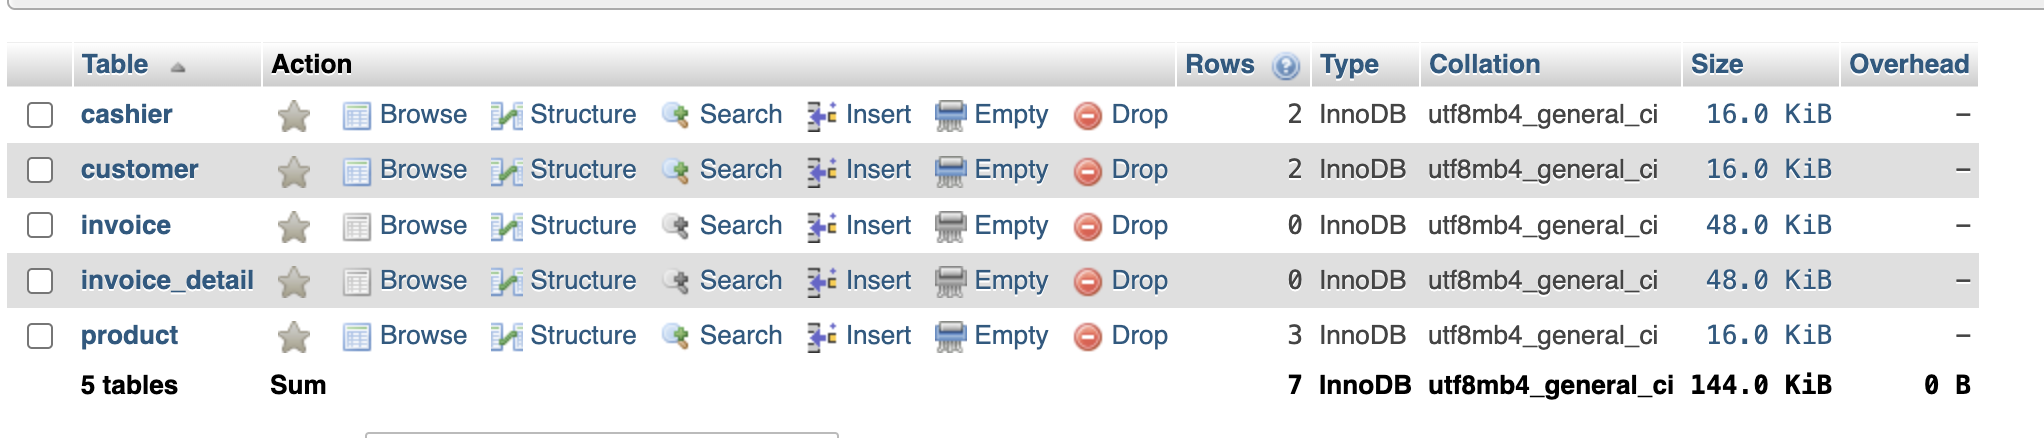 Table Action Rows Type Collation Size Overhead
cashier Browse Structure Search Insert Empty Drop 2 InnoDB utf8mb4_general_ci 16.0 KiB –
customer Browse Structure Search Insert Empty Drop 2 InnoDB utf8mb4_general_ci 16.0 KiB –
invoice Browse Structure Search Insert Empty Drop 0 InnoDB utf8mb4_general_ci 48.0 KiB –
invoice_detail Browse Structure Search Insert Empty Drop 0 InnoDB utf8mb4_general_ci 48.0 KiB –
product Browse Structure Search Insert Empty Drop 3 InnoDB utf8mb4_general_ci 16.0 KiB –
5 tables Sum 7 InnoDB utf8mb4_general_ci 144.0 KiB 0 B